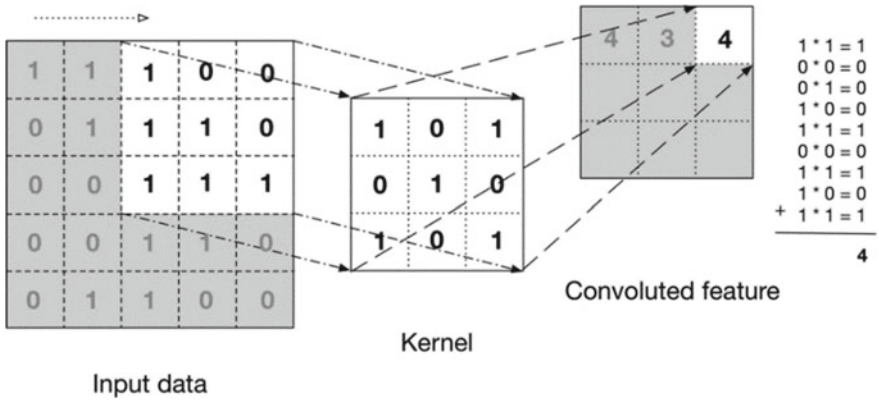 1 1 1 0 0
0 1 1 1 0
0 0 1 1 1
0 0 1 1 0
0 1 1 0 0
Input data
1 0 1
0 1 0
1 0 1
Kernel
4 3 4
Convoluted feature
1 * 1 = 1
0 * 0 = 0
0 * 1 = 0
1 * 0 = 0
1 * 1 = 1
0 * 0 = 0
1 * 1 = 1
1 * 0 = 0
+ 1 * 1 = 1
4